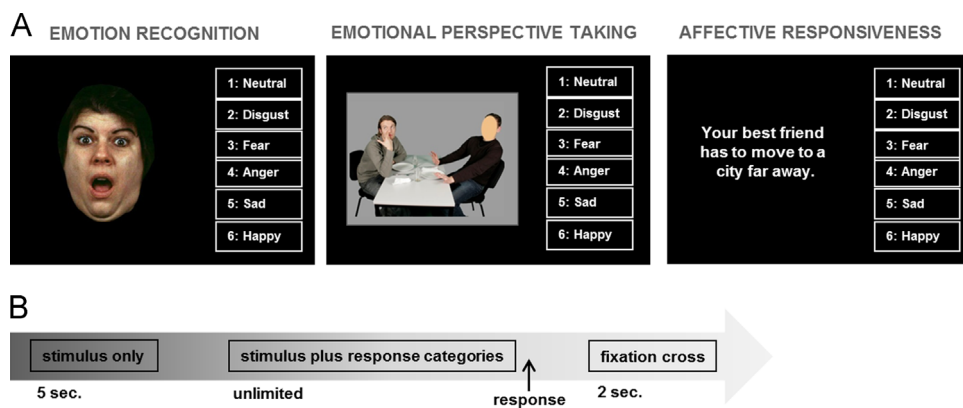 A
EMOTION RECOGNITION
EMOTIONAL PERSPECTIVE TAKING
AFFECTIVE RESPONSIVENESS
1: Neutral
2: Disgust
3: Fear
4: Anger
5: Sad
6: Happy
1: Neutral
2: Disgust
3: Fear
4: Anger
5: Sad
6: Happy
Your best friend
has to move to a
city far away.
1: Neutral
2: Disgust
3: Fear
4: Anger
5: Sad
6: Happy
B
stimulus only
stimulus plus response categories
fixation cross
5 sec.
unlimited
response
2 sec.